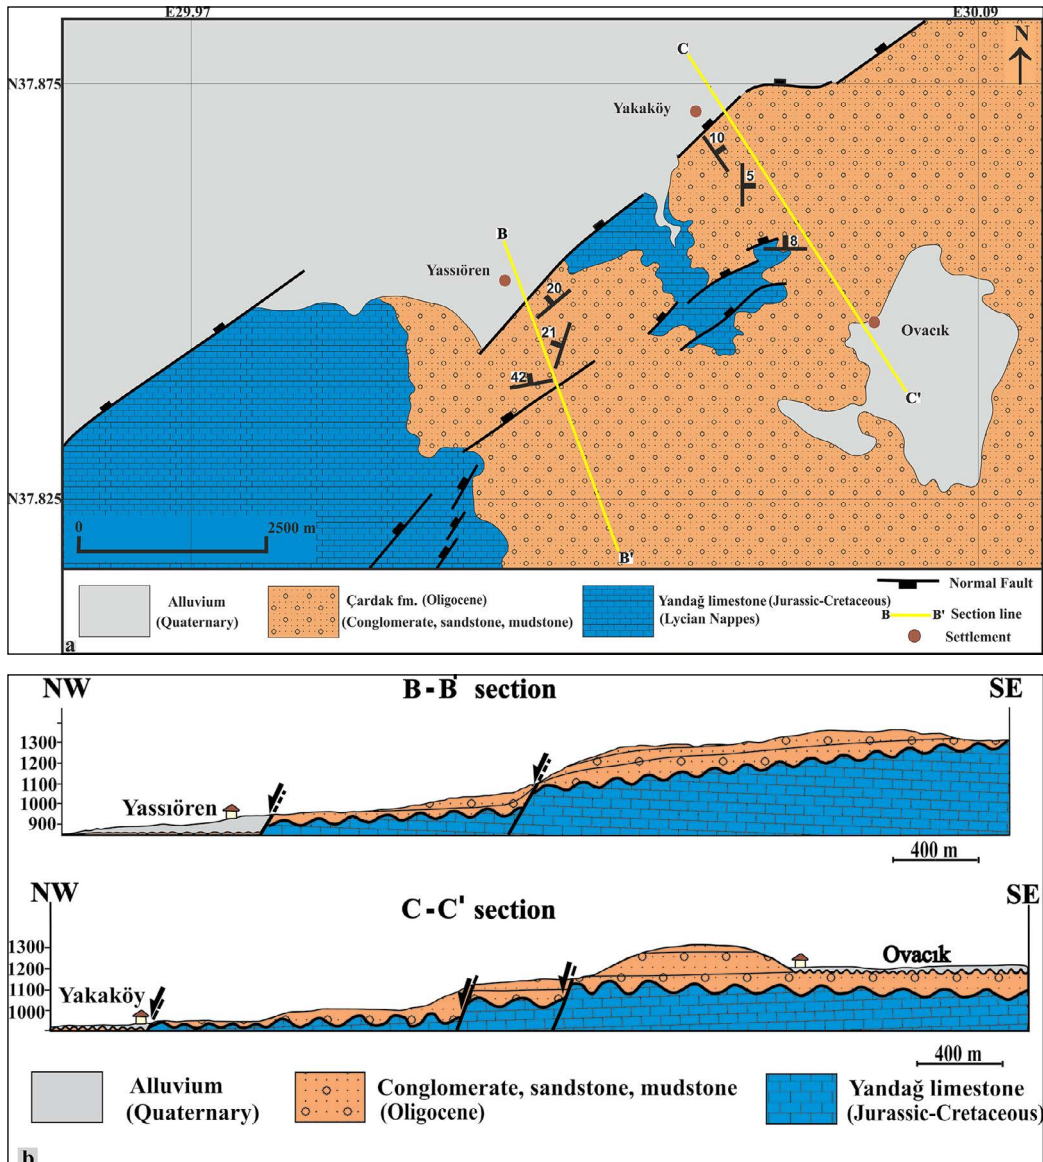 E29.97
E30.09
N
C
N37.875
Yakaköy
10
5
B
8
Yassıören
20
21
Ovacık
42
C'
N37.825
0
2500 m
B'
Alluvium
(Quaternary)
Çardak fm. (Oligocene)
(Conglomerate, sandstone, mudstone)
Yandağ limestone (Jurassic-Cretaceous)
(Lycian Nappes)
Normal Fault
B B' Section line
Settlement
a
NW
B - B' section
SE
1300
1200
1100
1000
900
Yassıören
400 m
NW
C - C' section
SE
1300
1200
1100
1000
Yakaköy
Ovacık
400 m
Alluvium
(Quaternary)
Conglomerate, sandstone, mudstone
(Oligocene)
Yandağ limestone
(Jurassic-Cretaceous)
b